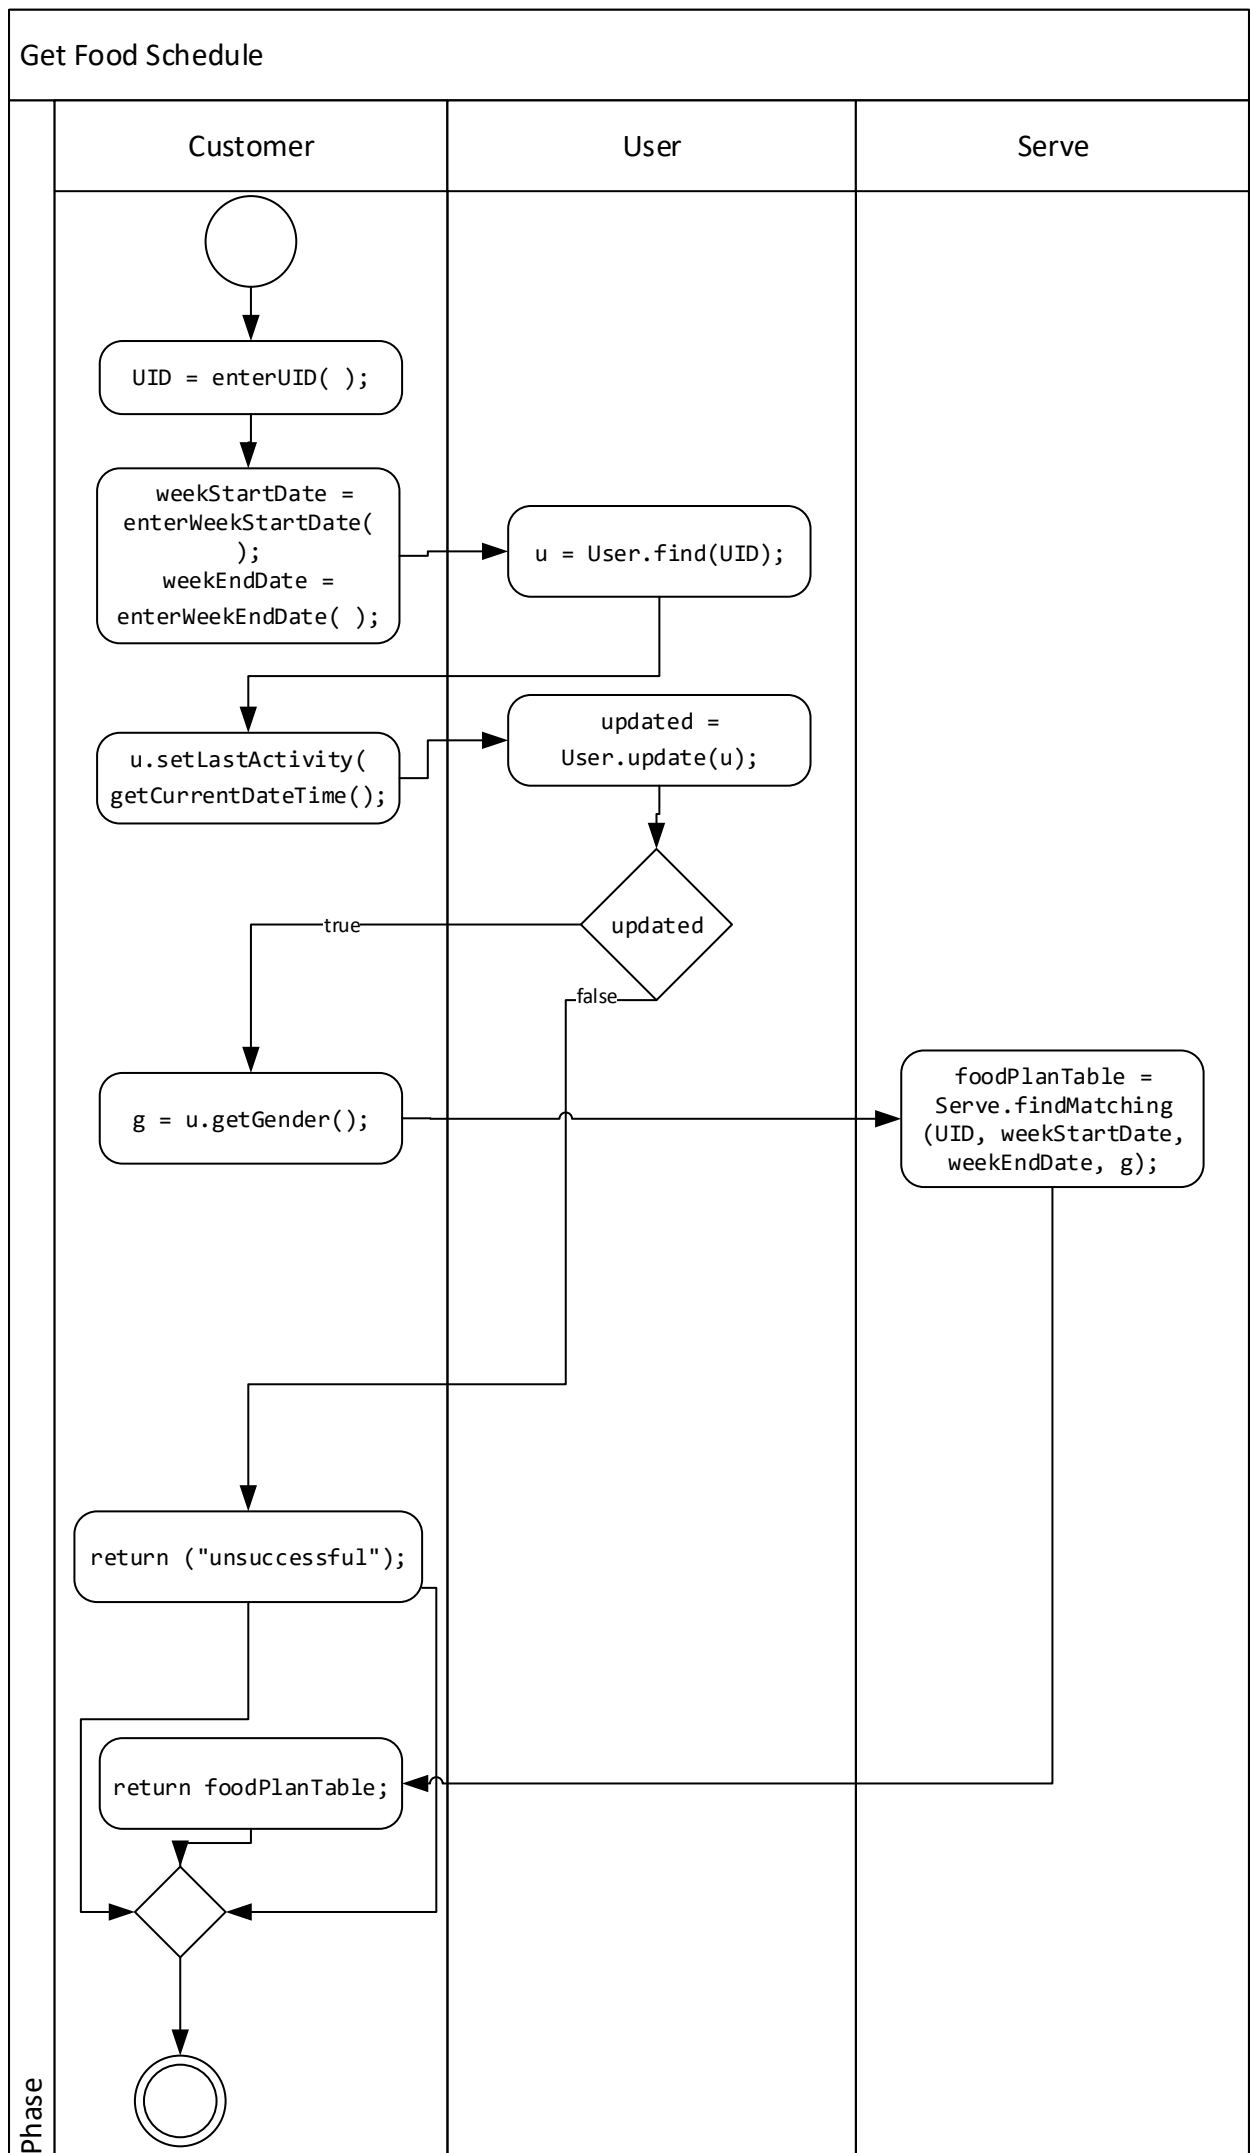 Get Food Schedule
Customer
User
Serve
UID = enterUID( );
weekStartDate =
enterWeekStartDate(
);
weekEndDate =
enterWeekEndDate( );
u = User.find(UID);
u.setLastActivity(
getCurrentDateTime();
updated =
User.update(u);
updated
true
false
g = u.getGender();
foodPlanTable =
Serve.findMatching
(UID, weekStartDate,
weekEndDate, g);
return ("unsuccessful");
return foodPlanTable;
Phase